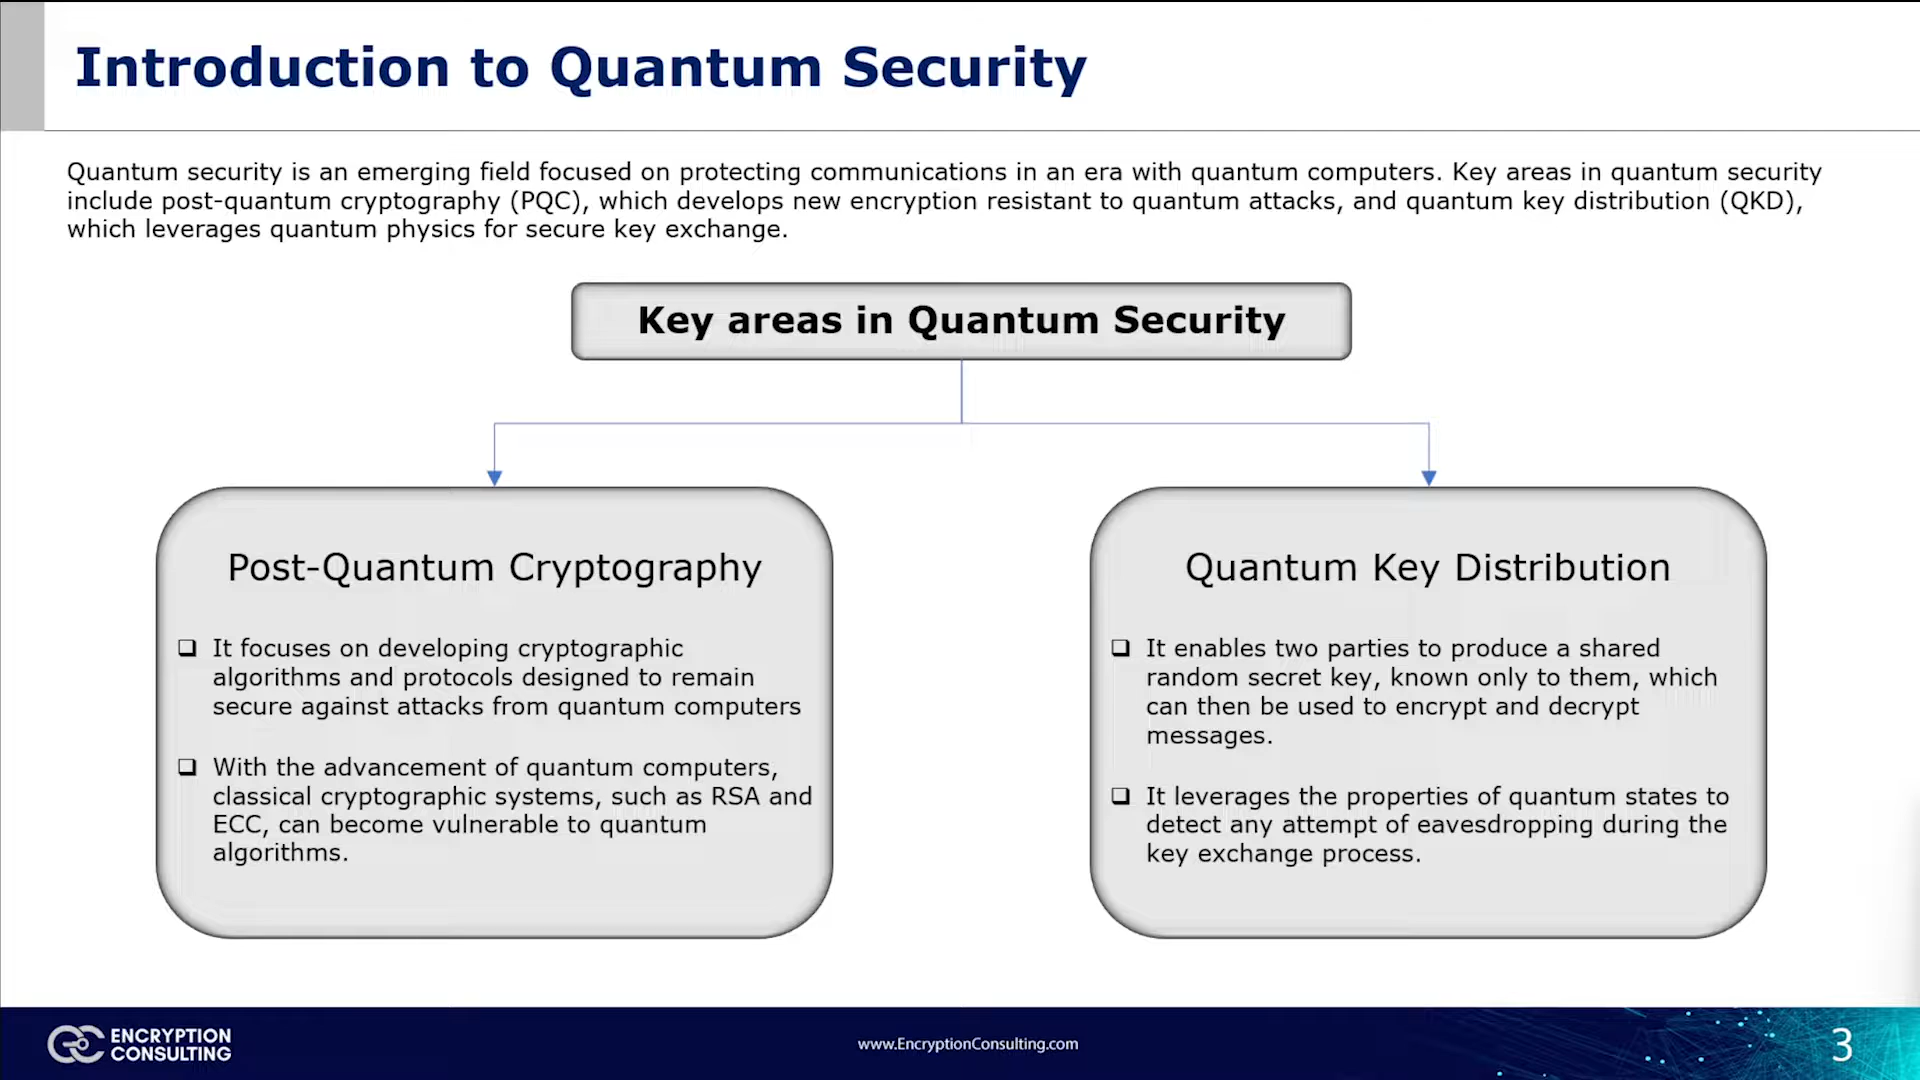 Introduction to Quantum Security
Quantum security is an emerging field focused on protecting communications in an era with quantum computers. Key areas in quantum security
include post-quantum cryptography (PQC), which develops new encryption resistant to quantum attacks, and quantum key distribution (QKD),
which leverages quantum physics for secure key exchange.
Key areas in Quantum Security
Post-Quantum Cryptography
❑ It focuses on developing cryptographic
algorithms and protocols designed to remain
secure against attacks from quantum computers
❑ With the advancement of quantum computers,
classical cryptographic systems, such as RSA and
ECC, can become vulnerable to quantum
algorithms.
Quantum Key Distribution
❑ It enables two parties to produce a shared
random secret key, known only to them, which
can then be used to encrypt and decrypt
messages.
❑ It leverages the properties of quantum states to
detect any attempt of eavesdropping during the
key exchange process.
ENCRYPTION
CONSULTING
www.EncryptionConsulting.com
3